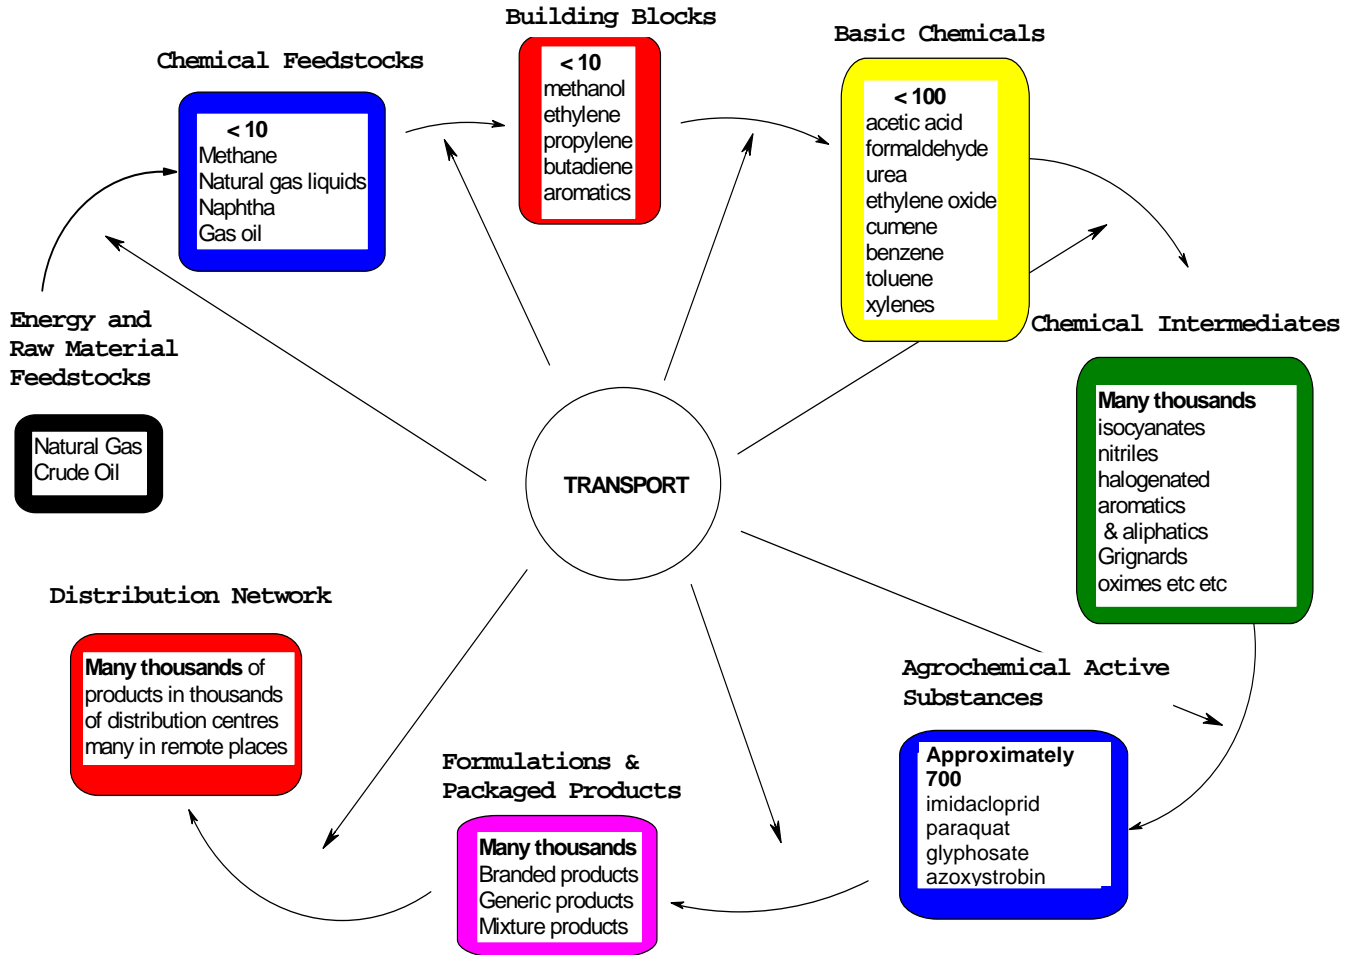 Building Blocks
< 10
methanol
ethylene
propylene
butadiene
aromatics
Basic Chemicals
< 100
acetic acid
formaldehyde
urea
ethylene oxide
cumene
benzene
toluene
xylenes
Chemical Feedstocks
< 10
Methane
Natural gas liquids
Naphtha
Gas oil
Energy and
Raw Material
Feedstocks
Natural Gas
Crude Oil
Chemical Intermediates
Many thousands
isocyanates
nitriles
halogenated
aromatics
& aliphatics
Grignards
oximes etc etc
TRANSPORT
Distribution Network
Many thousands of
products in thousands
of distribution centres
many in remote places
Formulations &
Packaged Products
Many thousands
Branded products
Generic products
Mixture products
Agrochemical Active
Substances
Approximately
700
imidacloprid
paraquat
glyphosate
azoxystrobin